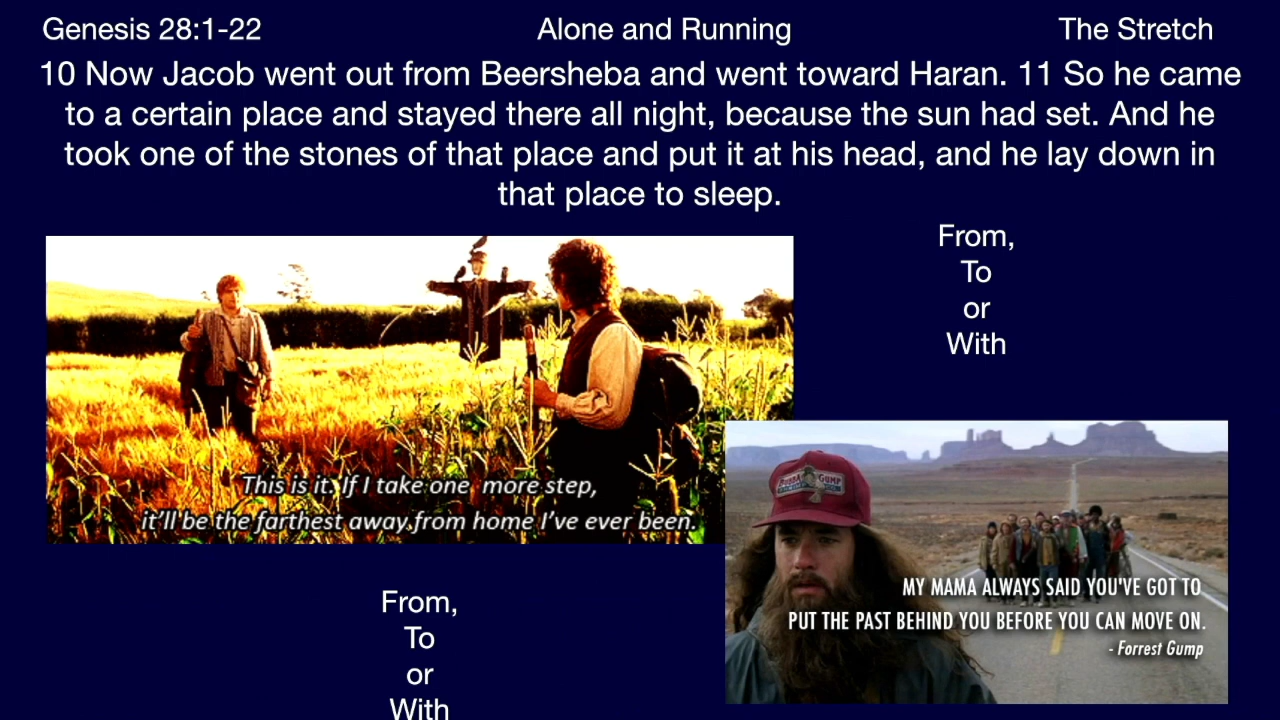 Genesis 28:1-22 Alone and Running The Stretch
10 Now Jacob went out from Beersheba and went toward Haran. 11 So he came
to a certain place and stayed there all night, because the sun had set. And he
took one of the stones of that place and put it at his head, and he lay down in
that place to sleep.
From,
To
or
With
This is it. If I take one more step,
it'll be the farthest away from home I've ever been.
BUBBA GUMP
MY MAMA ALWAYS SAID YOU'VE GOT TO
PUT THE PAST BEHIND YOU BEFORE YOU CAN MOVE ON.
- Forrest Gump
From,
To
or
With